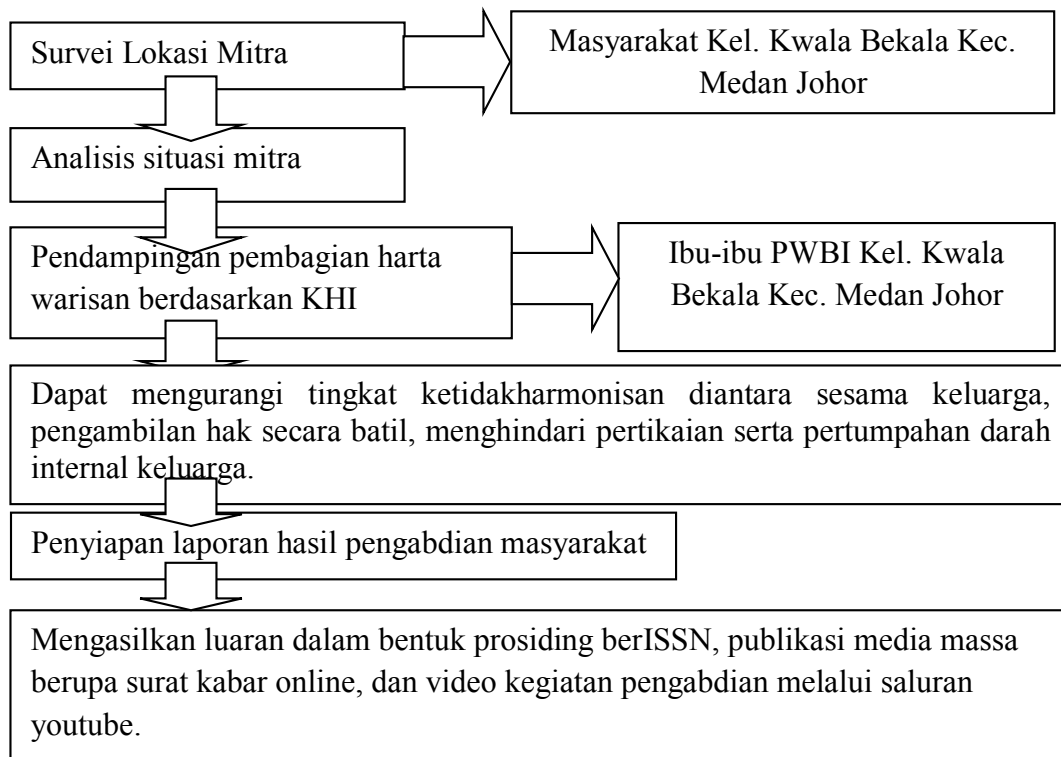 Survei Lokasi Mitra
Masyarakat Kel. Kwala Bekala Kec.
Medan Johor
Analisis situasi mitra
Pendampingan pembagian harta
warisan berdasarkan KHI
Ibu-ibu PWBI Kel. Kwala
Bekala Kec. Medan Johor
Dapat mengurangi tingkat ketidakharmonisan diantara sesama keluarga,
pengambilan hak secara batil, menghindari pertikaian serta pertumpahan darah
internal keluarga.
Penyiapan laporan hasil pengabdian masyarakat
Mengasilkan luaran dalam bentuk prosiding berISSN, publikasi media massa
berupa surat kabar online, dan video kegiatan pengabdian melalui saluran
youtube.